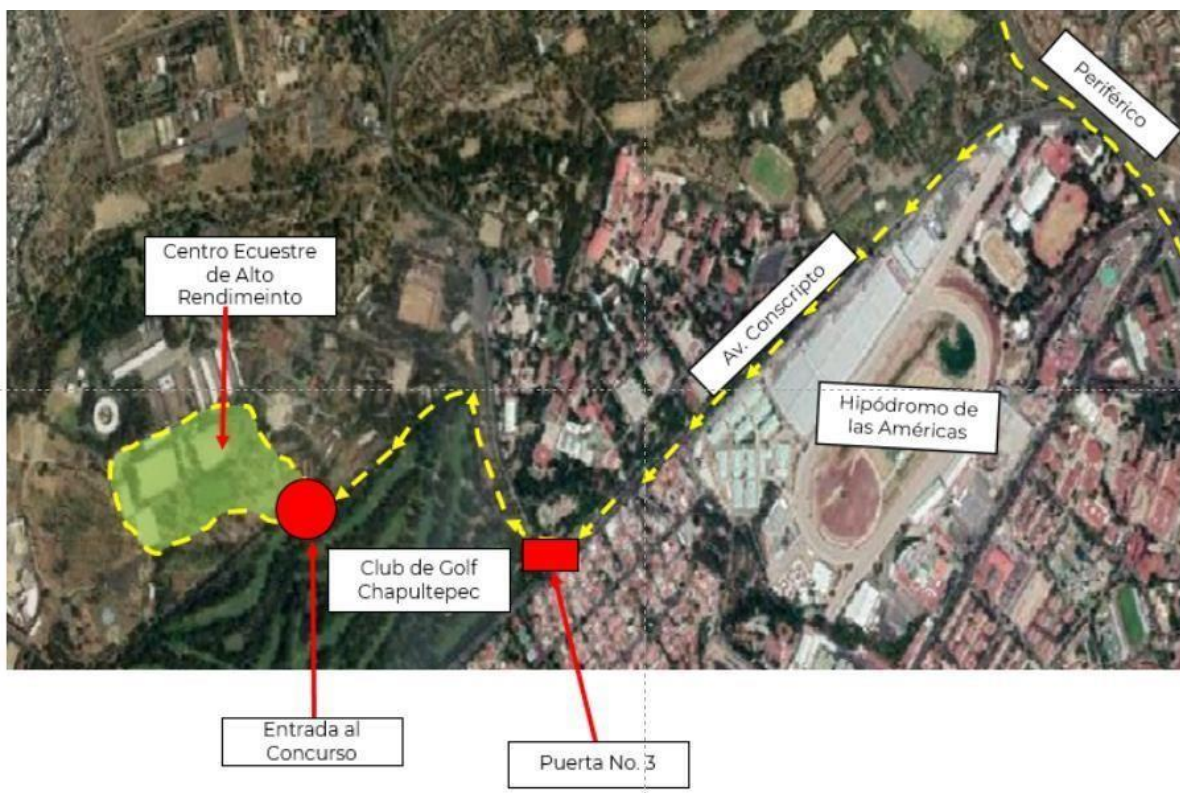 Periférico
Centro Ecuestre
de Alto
Rendimeinto
Av. Conscripto
Hipódromo de
las Américas
Club de Golf
Chapultepec
Entrada al
Concurso
Puerta No. 3